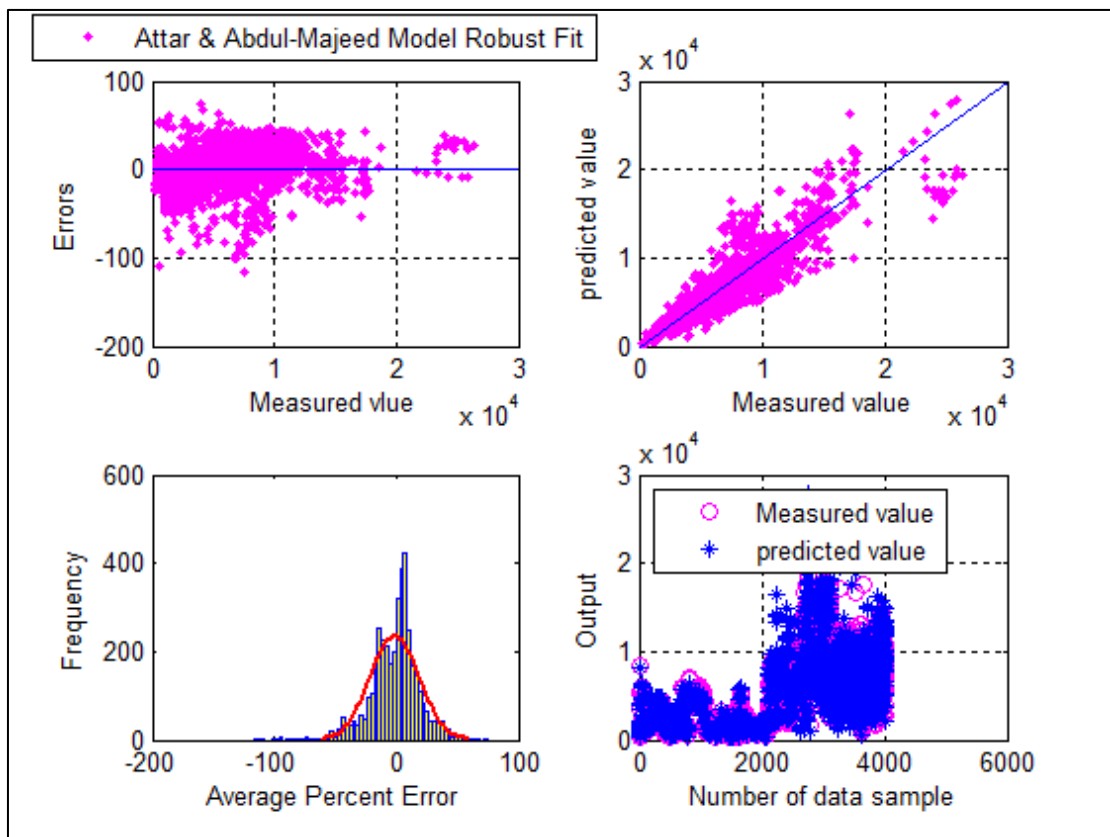 Attar & Abdul-Majeed Model Robust Fit
100
0
-100
-200
Errors
0
1
2
3
Measured vlue
x 10^4
x 10^4
3
2
1
0
predicted value
0
1
2
3
Measured value
x 10^4
600
400
200
0
Frequency
-200
-100
0
100
Average Percent Error
x 10^4
3
2
1
0
Output
Measured value
predicted value
0
2000
4000
6000
Number of data sample